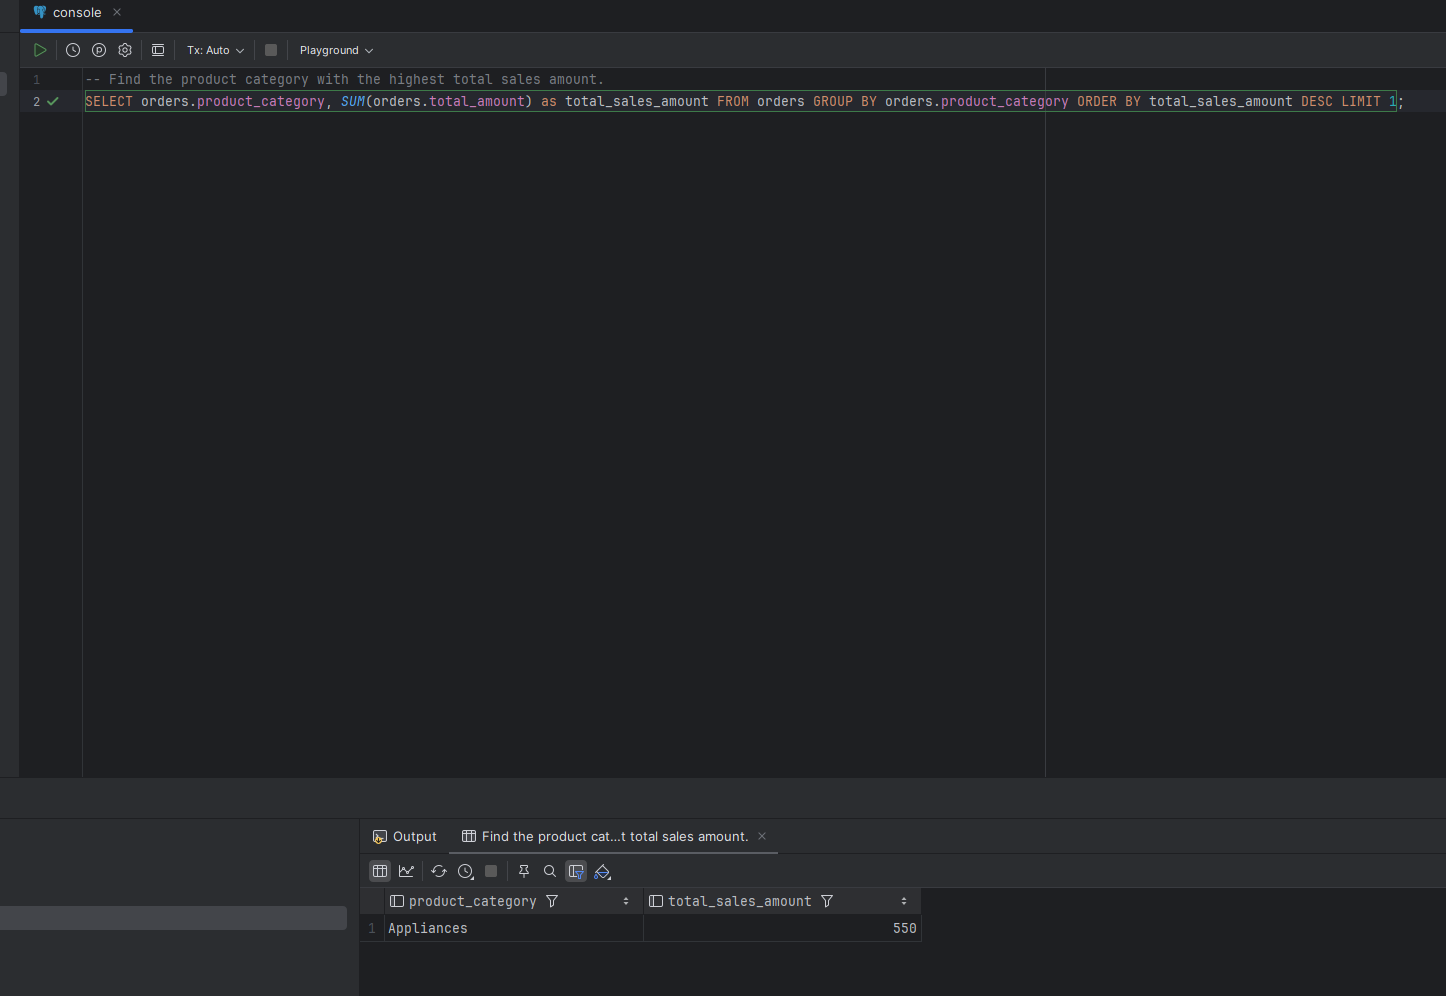 console
Tx: Auto
Playground
1 -- Find the product category with the highest total sales amount.
2 SELECT orders.product_category, SUM(orders.total_amount) as total_sales_amount FROM orders GROUP BY orders.product_category ORDER BY total_sales_amount DESC LIMIT 1;
Output
Find the product cat...t total sales amount.
product_category total_sales_amount
1 Appliances 550